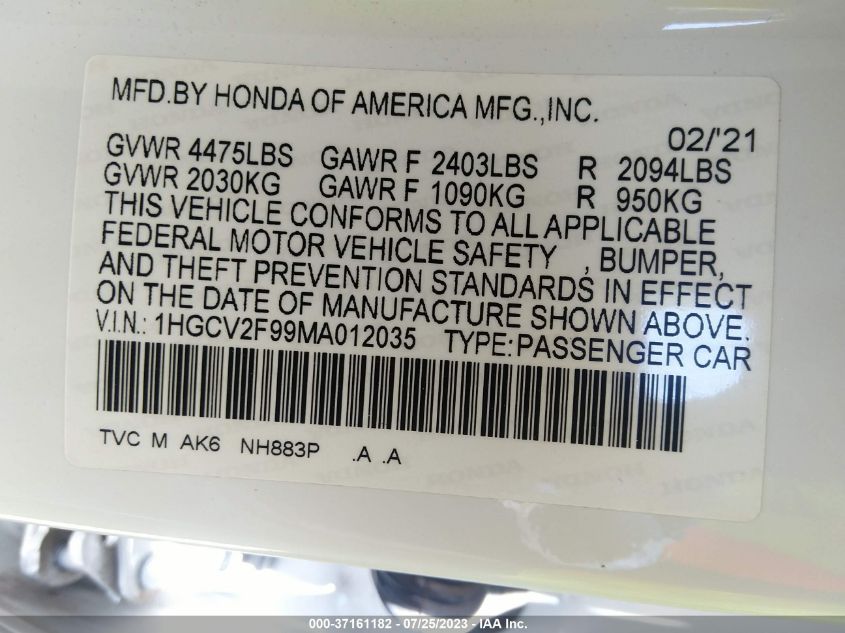 MFD.BY HONDA OF AMERICA MFG.,INC.
02/'21
GVWR 4475LBS GAWR F 2403LBS R 2094LBS
GVWR 2030KG GAWR F 1090KG R 950KG
THIS VEHICLE CONFORMS TO ALL APPLICABLE
FEDERAL MOTOR VEHICLE SAFETY , BUMPER,
AND THEFT PREVENTION STANDARDS IN EFFECT
ON THE DATE OF MANUFACTURE SHOWN ABOVE.
V.I.N.: 1HGCV2F99MA012035 TYPE:PASSENGER CAR
TVC M AK6 NH883P .A .A
000-37161182 / 07/25/2023 - IAA Inc.